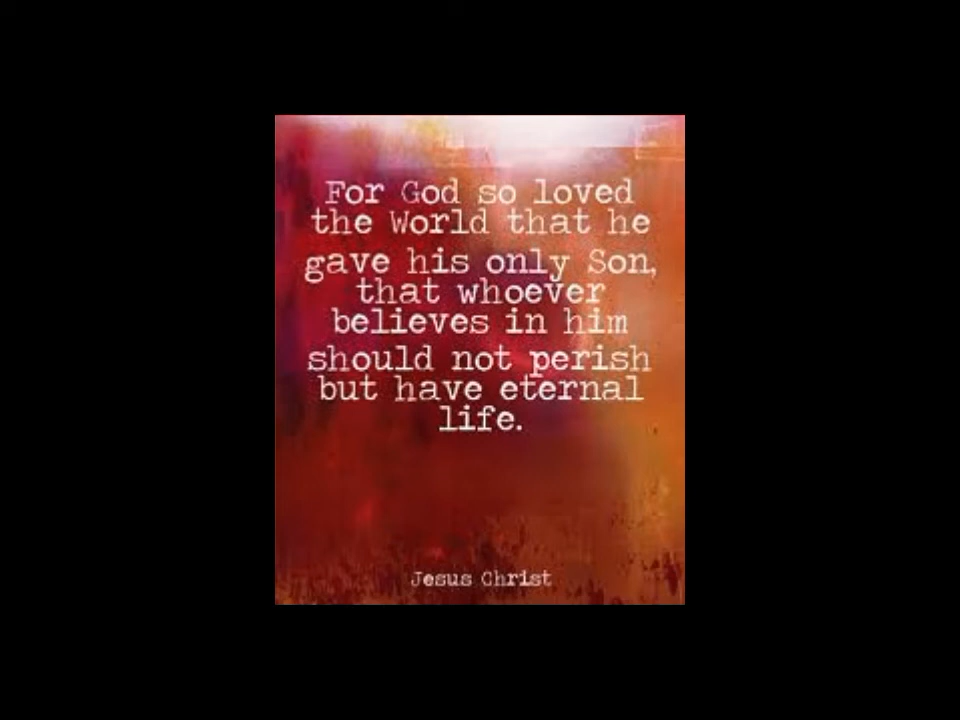 For God so loved
the World that he
gave his only Son,
that whoever
believes in him
should not perish
but have eternal
life.
Jesus Christ